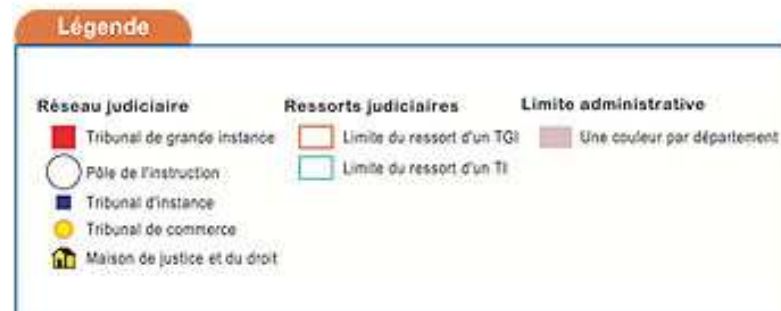 Légende
Réseau judiciaire
Tribunal de grande instance
Pôle de l'instruction
Tribunal d'instance
Tribunal de commerce
Maison de justice et du droit
Ressorts judiciaires
Limite du ressort d'un TGI
Limite du ressort d'un TI
Limite administrative
Une couleur par département